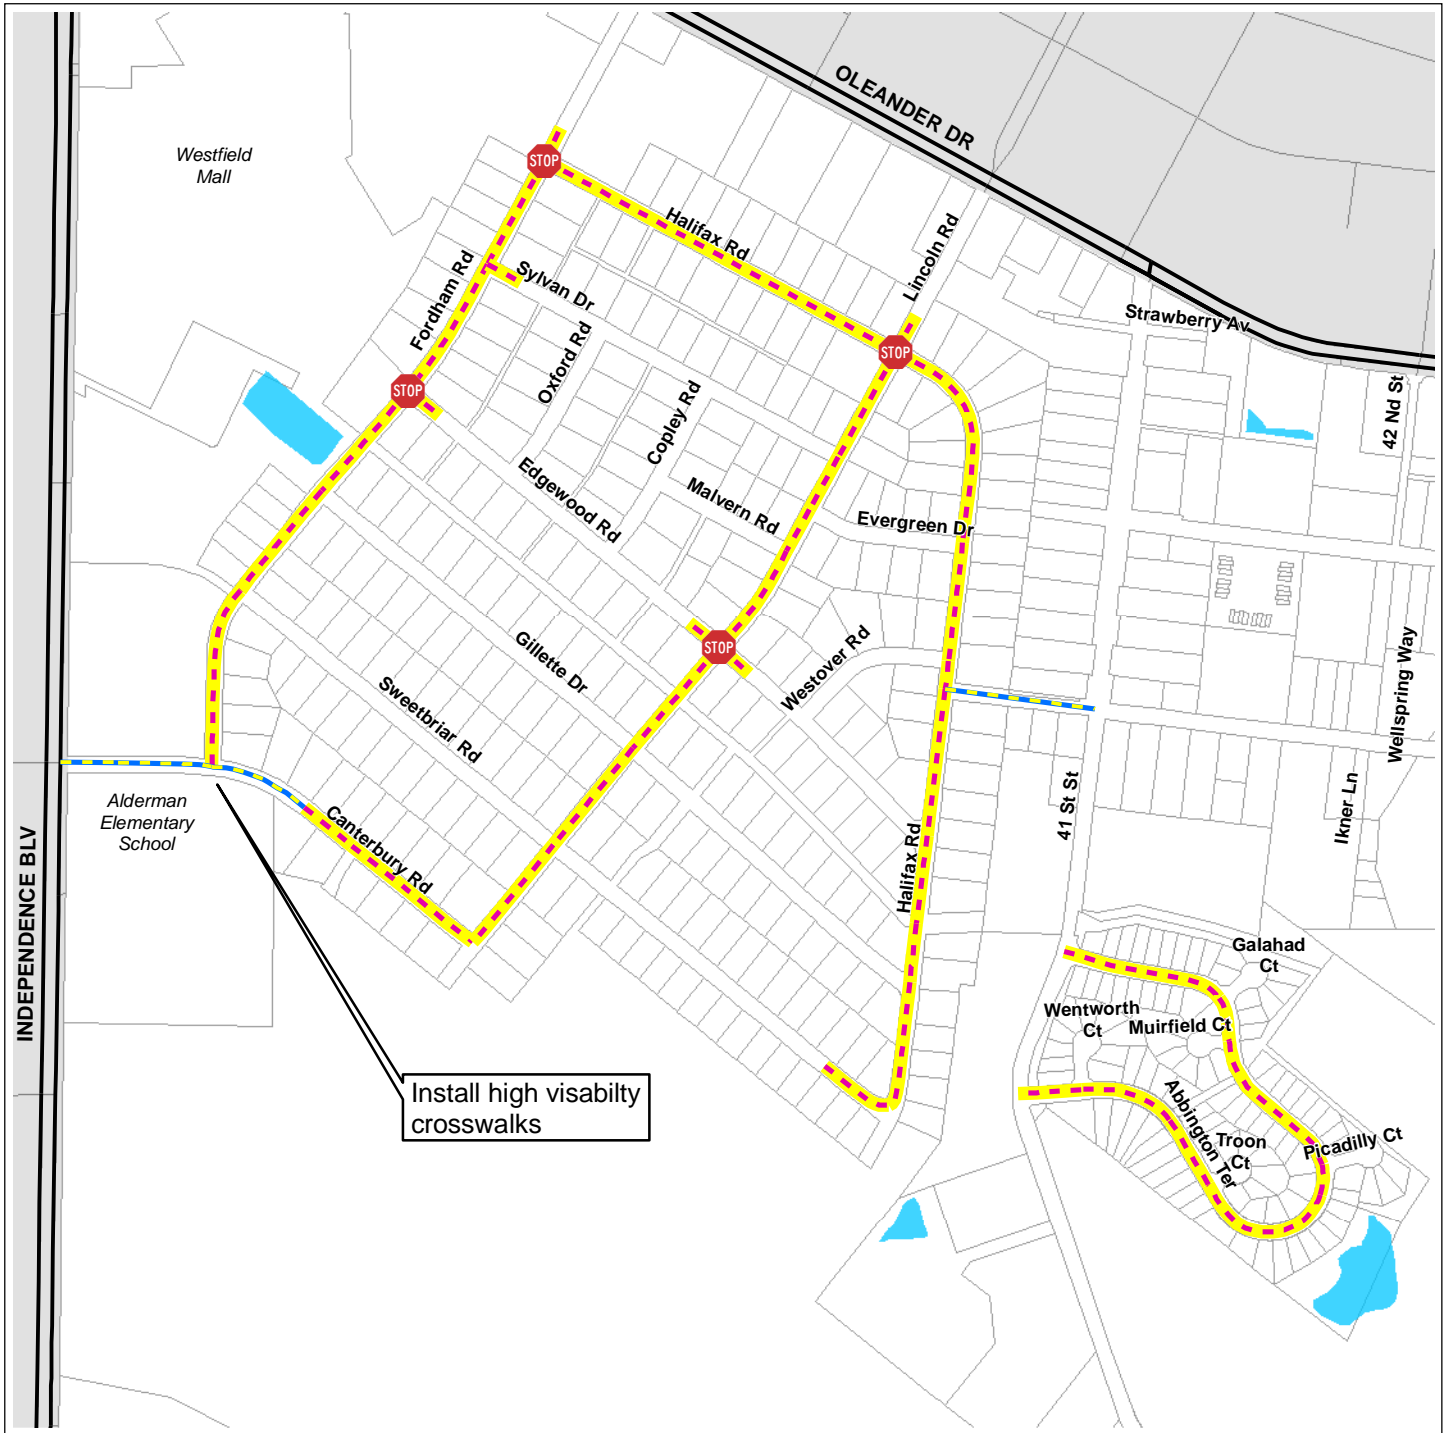 OLEANDER DR
Westfield
Mall
STOP
Halifax Rd
Lincoln Rd
Fordham Rd
Sylvan Dr
Strawberry Av
Oxford Rd
STOP
STOP
42 Nd St
Copley Rd
Edgewood Rd
Malvern Rd
Evergreen Dr
STOP
Westover Rd
Gillette Dr
Sweetbriar Rd
Wellspring Way
41 St St
Ikner Ln
Alderman
Elementary
School
Canterbury Rd
Halifax Rd
INDEPENDENCE BLV
Galahad
Ct
Wentworth
Ct
Muirfield Ct
Install high visabilty
crosswalks
Abbington Ter
Troon
Ct
Picadilly Ct